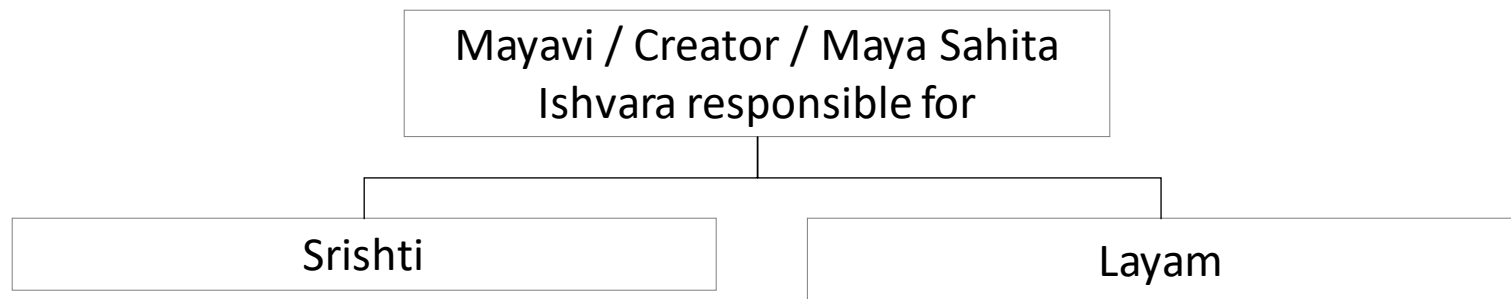 Mayavi / Creator / Maya Sahita
Ishvara responsible for
Srishti
Layam